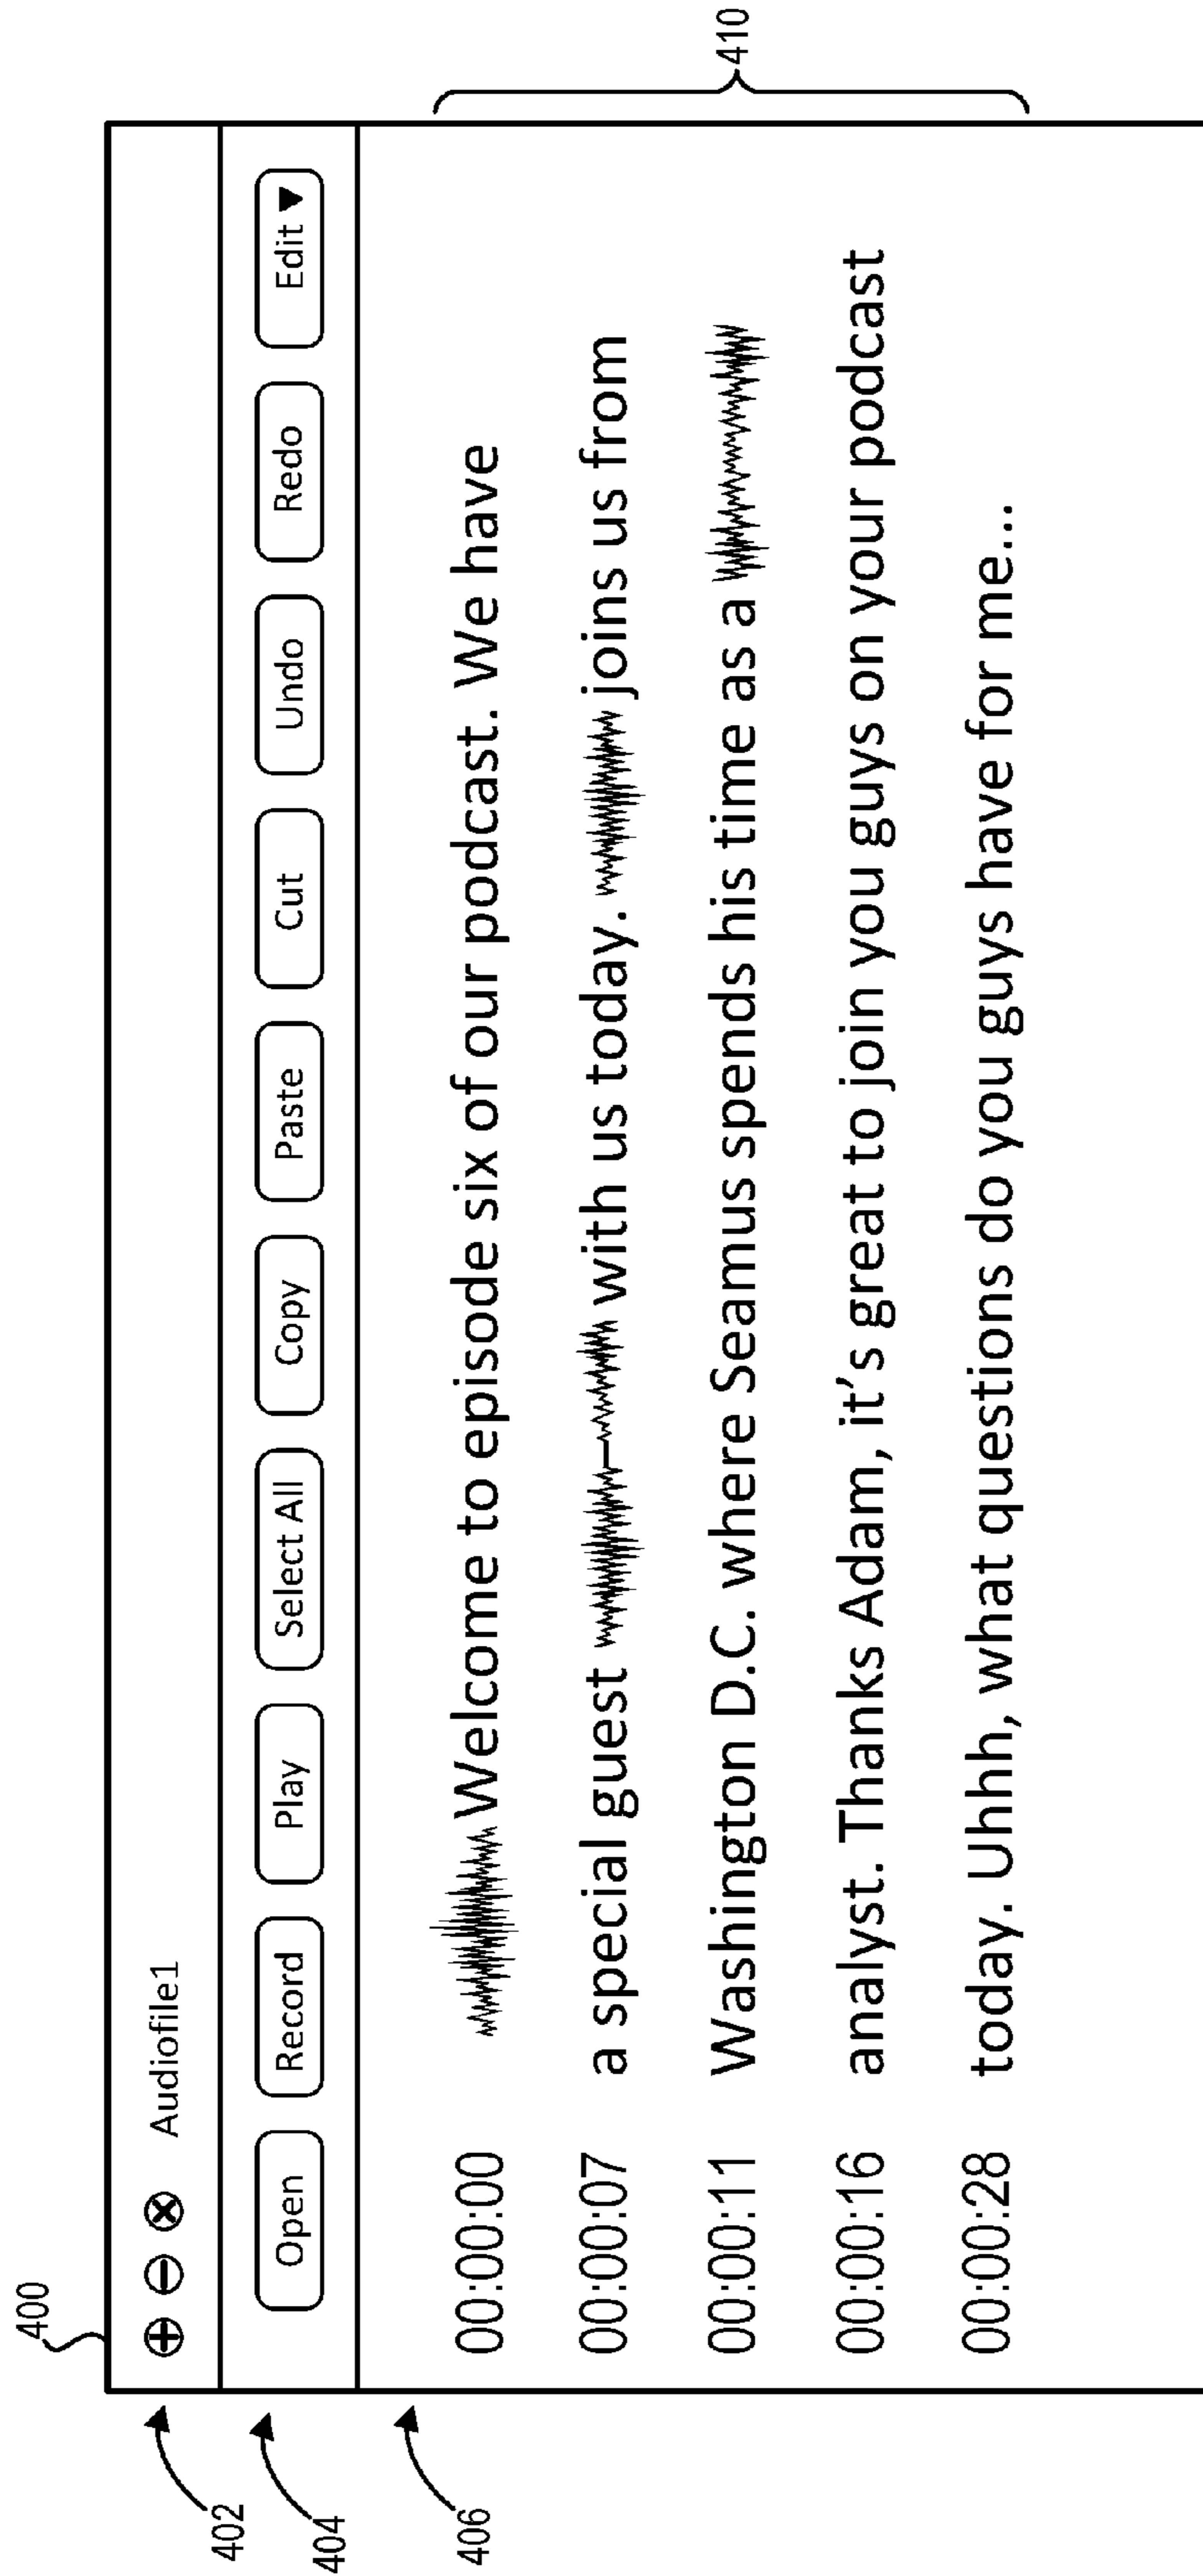 400
402
Audiofile1
404
Open Record Play Select All Copy Paste Cut Undo Redo Edit ▼
406
00:00:00 Welcome to episode six of our podcast. We have
00:00:07 a special guest with us today. joins us from
00:00:11 Washington D.C. where Seamus spends his time as a
00:00:16 analyst. Thanks Adam, it's great to join you guys on your podcast
00:00:28 today. Uhhh, what questions do you guys have for me...
410